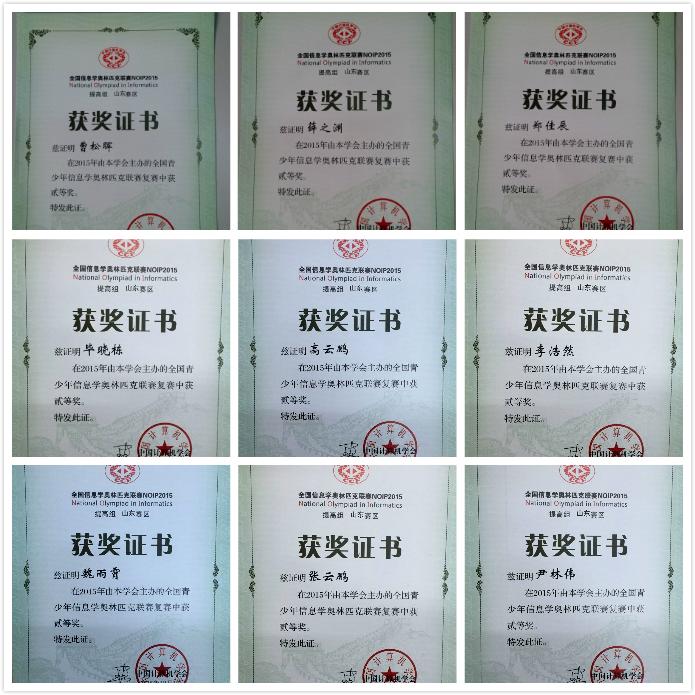 全国信息学奥林匹克联赛NOIP2015
National Olympiad in Informatics
提高组 山东赛区
获奖证书
兹证明 曹松晖
在2015年由本学会主办的全国青
少年信息学奥林匹克联赛复赛中获
贰等奖。
特发此证。
全国信息学奥林匹克联赛NOIP2015
National Olympiad in Informatics
提高组 山东赛区
获奖证书
兹证明 薛之渊
在2015年由本学会主办的全国青
少年信息学奥林匹克联赛复赛中获
贰等奖。
特发此证。
全国信息学奥林匹克联赛NOIP2015
National Olympiad in Informatics
提高组 山东赛区
获奖证书
兹证明 郑佳辰
在2015年由本学会主办的全国青
少年信息学奥林匹克联赛复赛中获
贰等奖。
特发此证。
全国信息学奥林匹克联赛NOIP2015
National Olympiad in Informatics
提高组 山东赛区
获奖证书
兹证明 毕晓栋
在2015年由本学会主办的全国青
少年信息学奥林匹克联赛复赛中获
贰等奖。
特发此证。
全国信息学奥林匹克联赛NOIP2015
National Olympiad in Informatics
提高组 山东赛区
获奖证书
兹证明 高云鹏
在2015年由本学会主办的全国青
少年信息学奥林匹克联赛复赛中获
贰等奖。
特发此证。
全国信息学奥林匹克联赛NOIP2015
National Olympiad in Informatics
提高组 山东赛区
获奖证书
兹证明 李浩然
在2015年由本学会主办的全国青
少年信息学奥林匹克联赛复赛中获
贰等奖。
特发此证。
全国信息学奥林匹克联赛NOIP2015
National Olympiad in Informatics
提高组 山东赛区
获奖证书
兹证明 魏雨
在2015年由本学会主办的全国青
少年信息学奥林匹克联赛复赛中获
贰等奖。
特发此证。
全国信息学奥林匹克联赛NOIP2015
National Olympiad in Informatics
提高组 山东赛区
获奖证书
兹证明 张云鹏
在2015年由本学会主办的全国青
少年信息学奥林匹克联赛复赛中获
贰等奖。
特发此证。
全国信息学奥林匹克联赛NOIP2015
National Olympiad in Informatics
提高组 山东赛区
获奖证书
兹证明 尹林伟
在2015年由本学会主办的全国青
少年信息学奥林匹克联赛复赛中获
贰等奖。
特发此证。